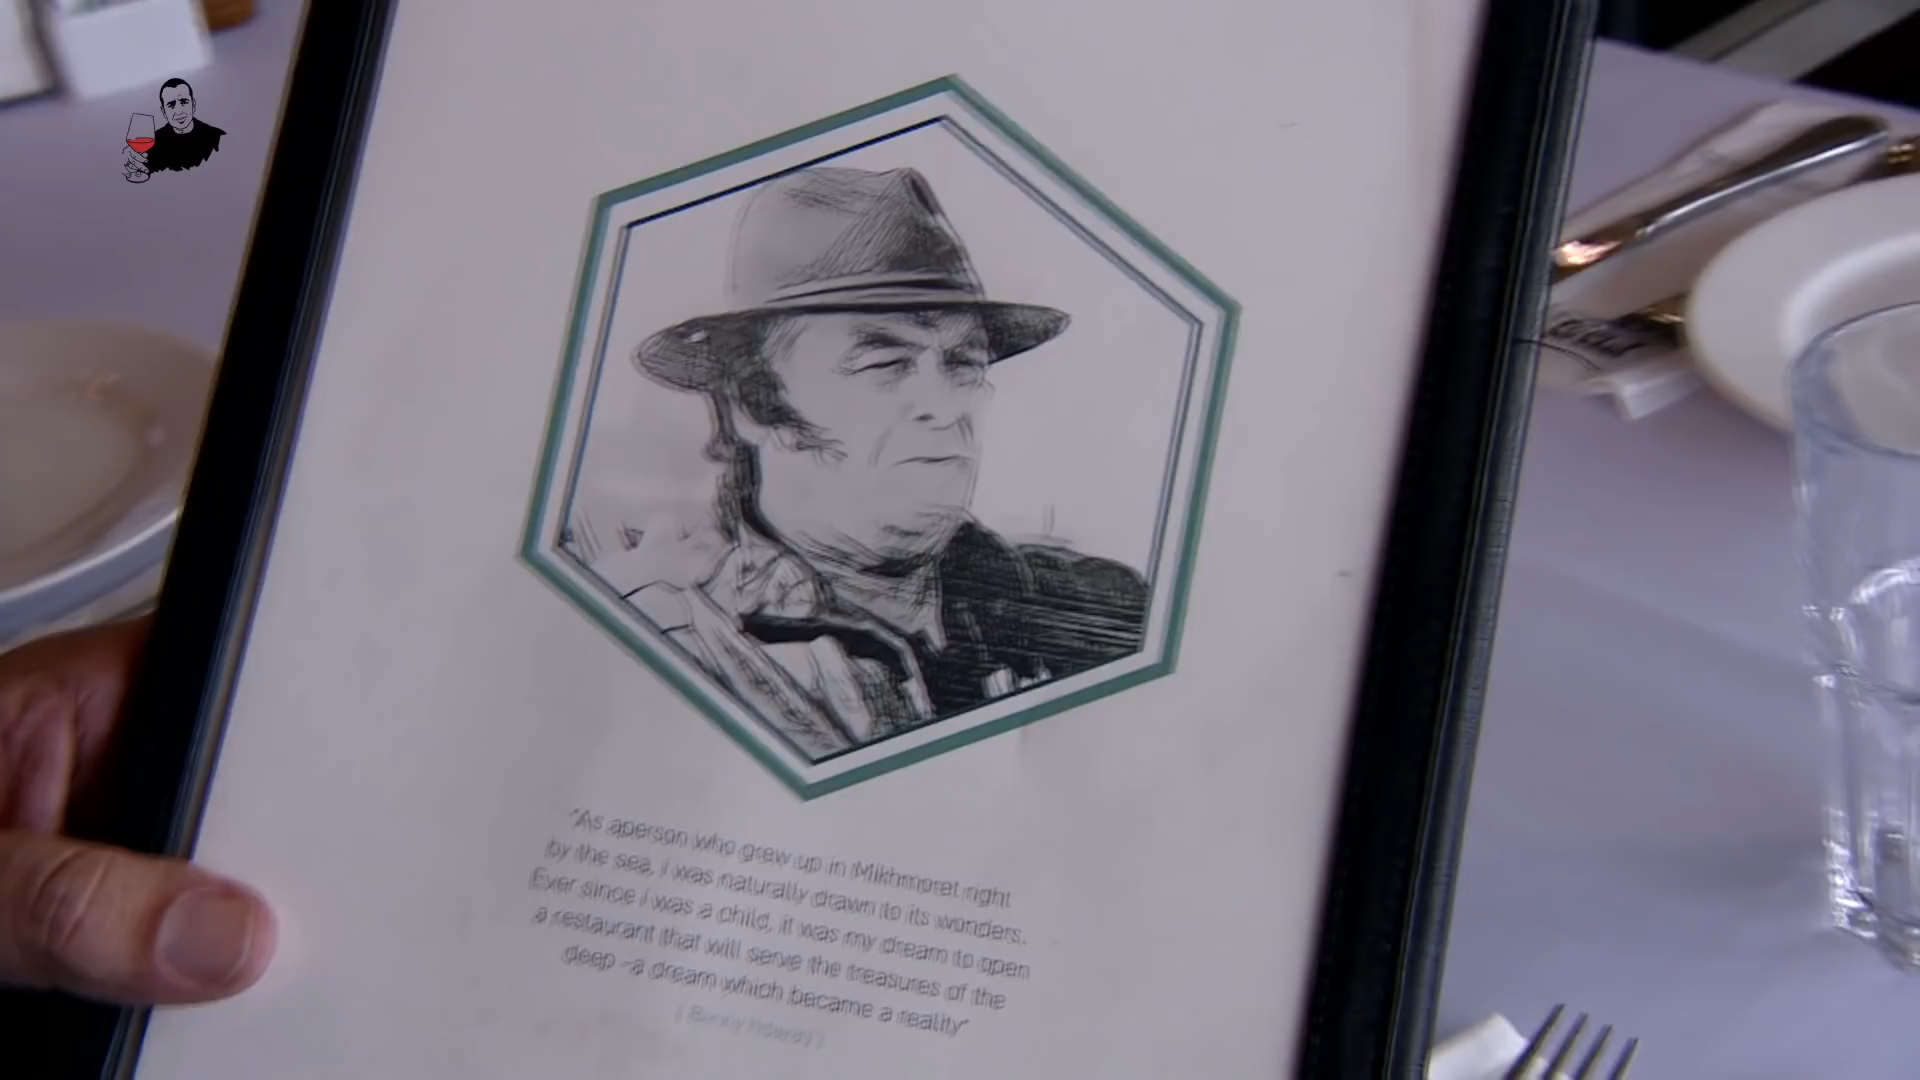 "As aperson who grew up in Mikhmoret right
by the sea, i was naturally drawn to its wonders.
Ever since i was a child, it was my dream to open
a restaurant that will serve the treasures of the
deep -a dream which became a reality"